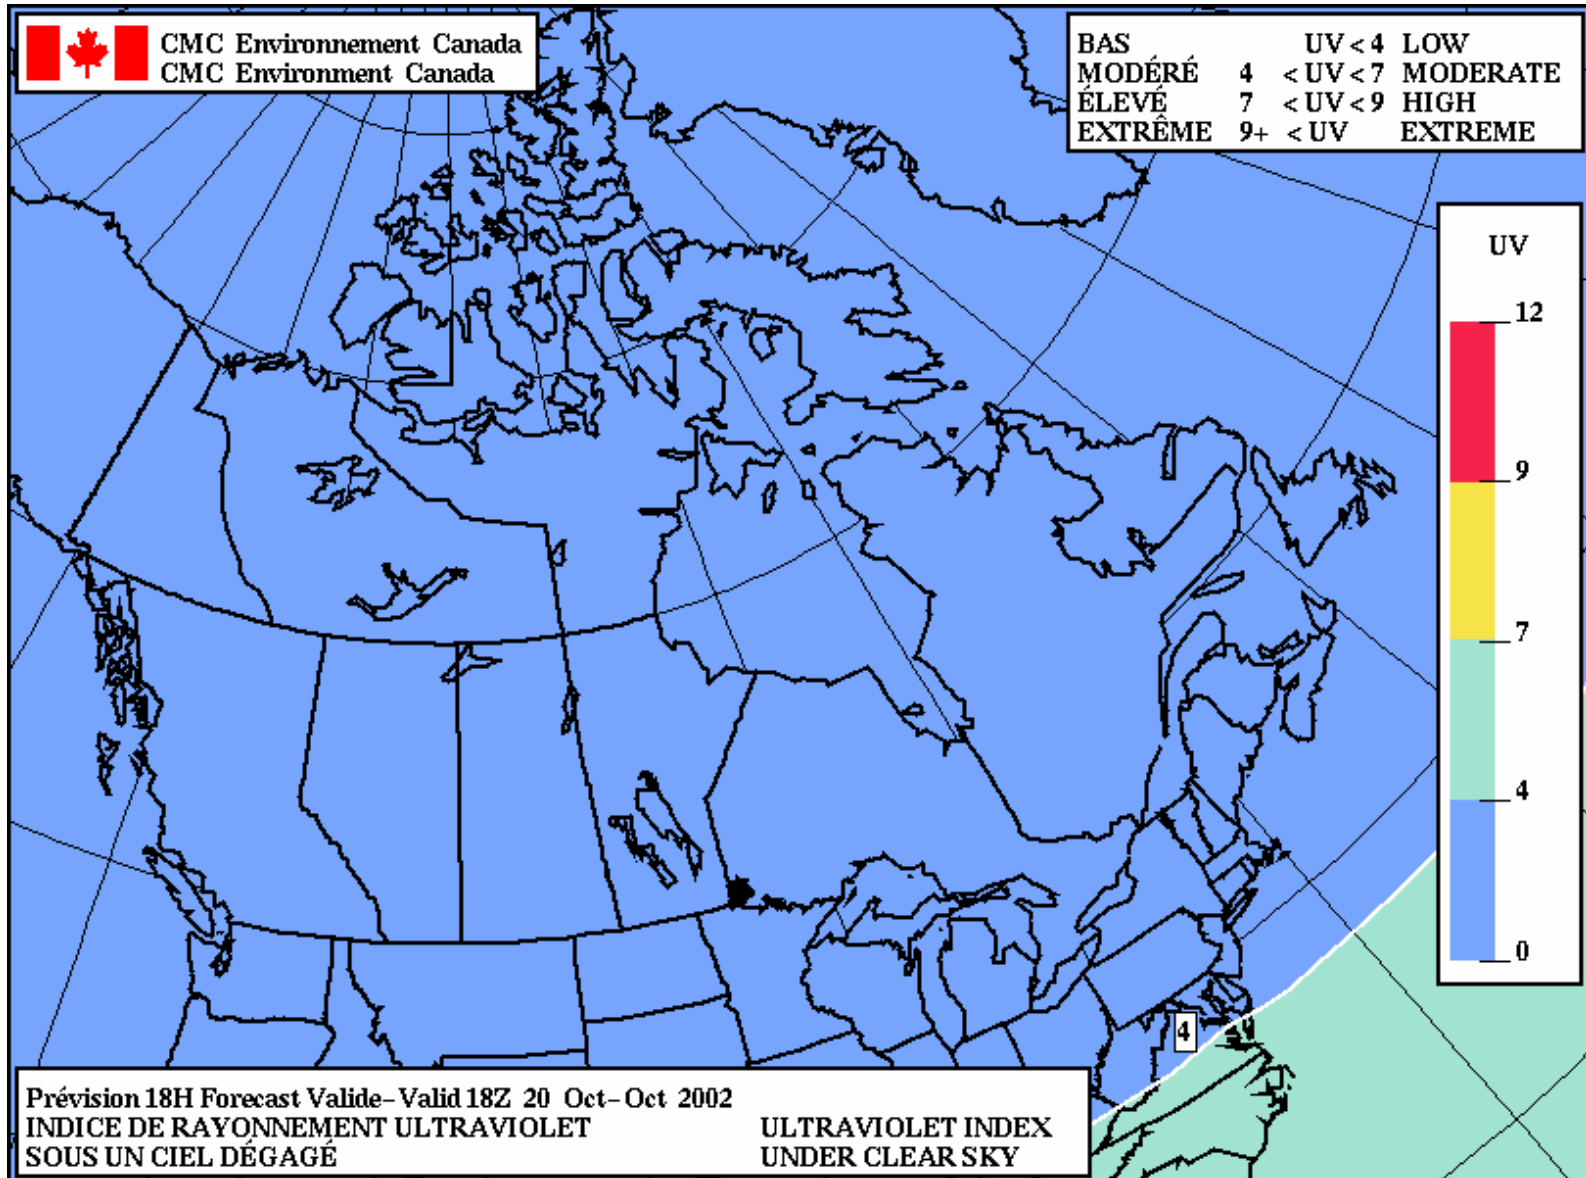 CMC Environnement Canada
CMC Environment Canada
BAS UV < 4 LOW
MODÉRÉ 4 < UV < 7 MODERATE
ÉLEVÉ 7 < UV < 9 HIGH
EXTRÊME 9+ < UV EXTREME
UV
12
9
7
4
0
4
Prévision 18H Forecast Valide-Valid 18Z 20 Oct-Oct 2002
INDICE DE RAYONNEMENT ULTRAVIOLET ULTRAVIOLET INDEX
SOUS UN CIEL DÉGAGÉ UNDER CLEAR SKY